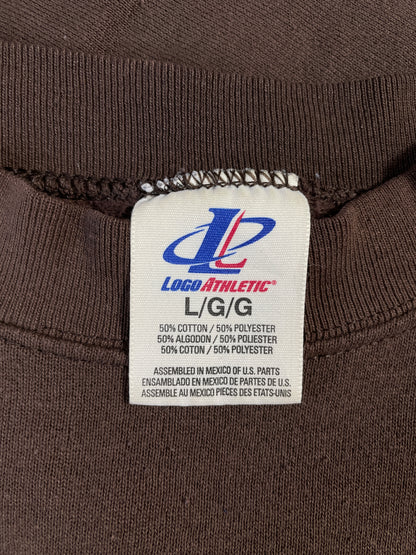 LOGO ATHLETIC®
L/G/G
50% COTTON / 50% POLYESTER
50% ALGODON / 50% POLIESTER
50% COTON / 50% POLYESTER
ASSEMBLED IN MEXICO OF U.S. PARTS
ENSAMBLADO EN MEXICO DE PARTES DE U.S.
ASSEMBLE AU MEXICO PIECES DES ETATS-UNIS